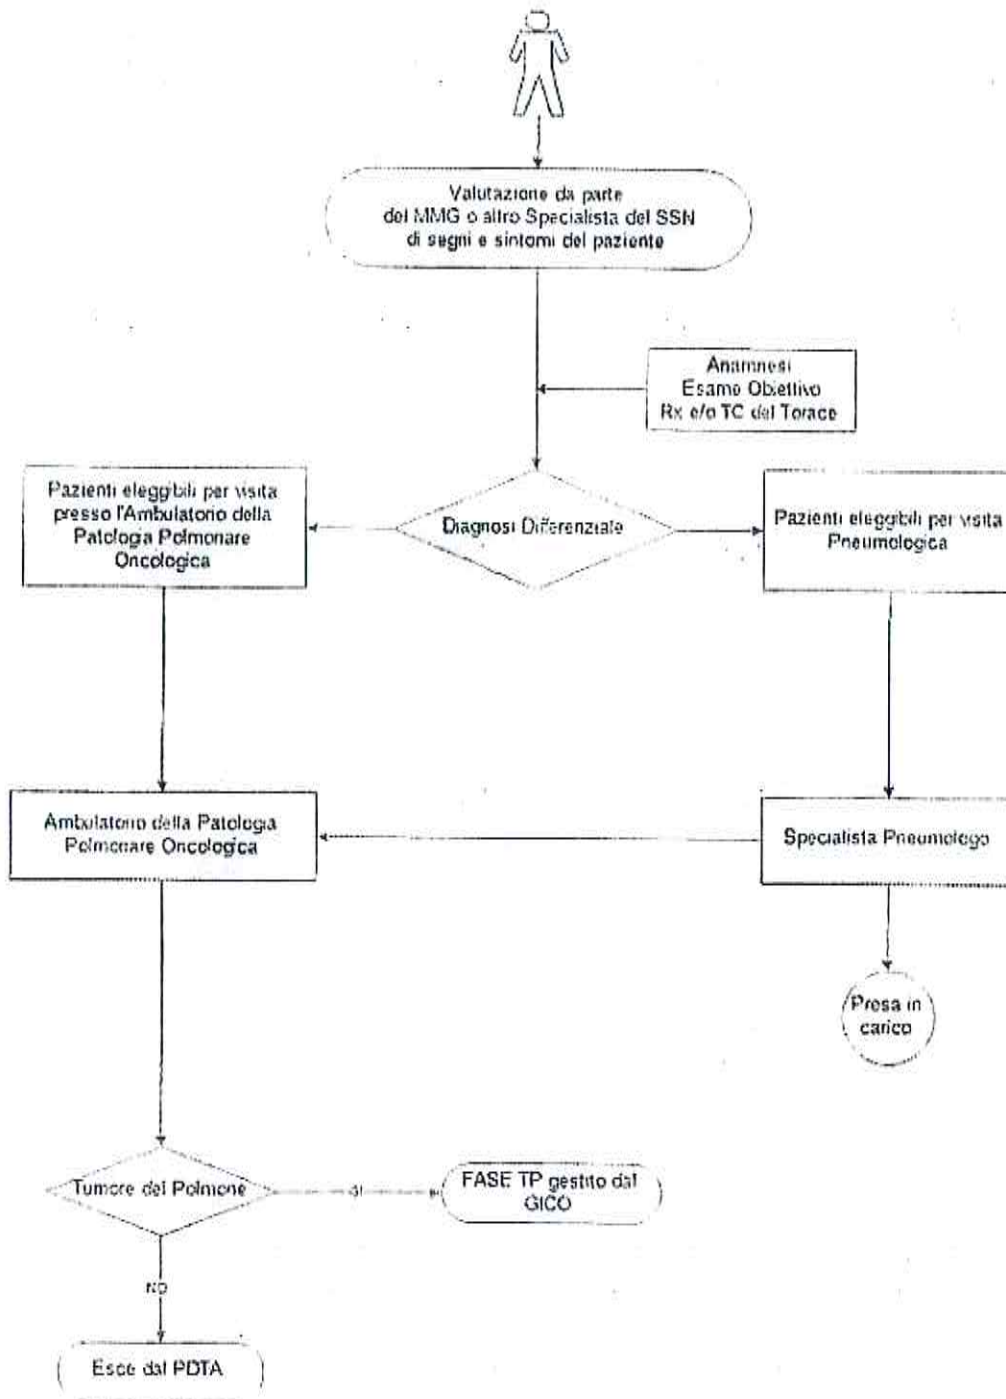 Valutazione da parte
del MMG o altro Specialista del SSN
di segni e sintomi del paziente
Anamnesi
Esame Obiettivo
Rx e/o TC del Torace
Pazienti eleggibili per visita
presso l'Ambulatorio della
Patologia Polmonare
Oncologica
Diagnosi Differenziale
Pazienti eleggibili per visita
Pneumologica
Ambulatorio della Patologia
Polmonare Oncologica
Specialista Pneumologo
Presa in
carico
Tumore del Polmone
SI
FASE TP gestito dal
GICO
NO
Esce dal PDTA